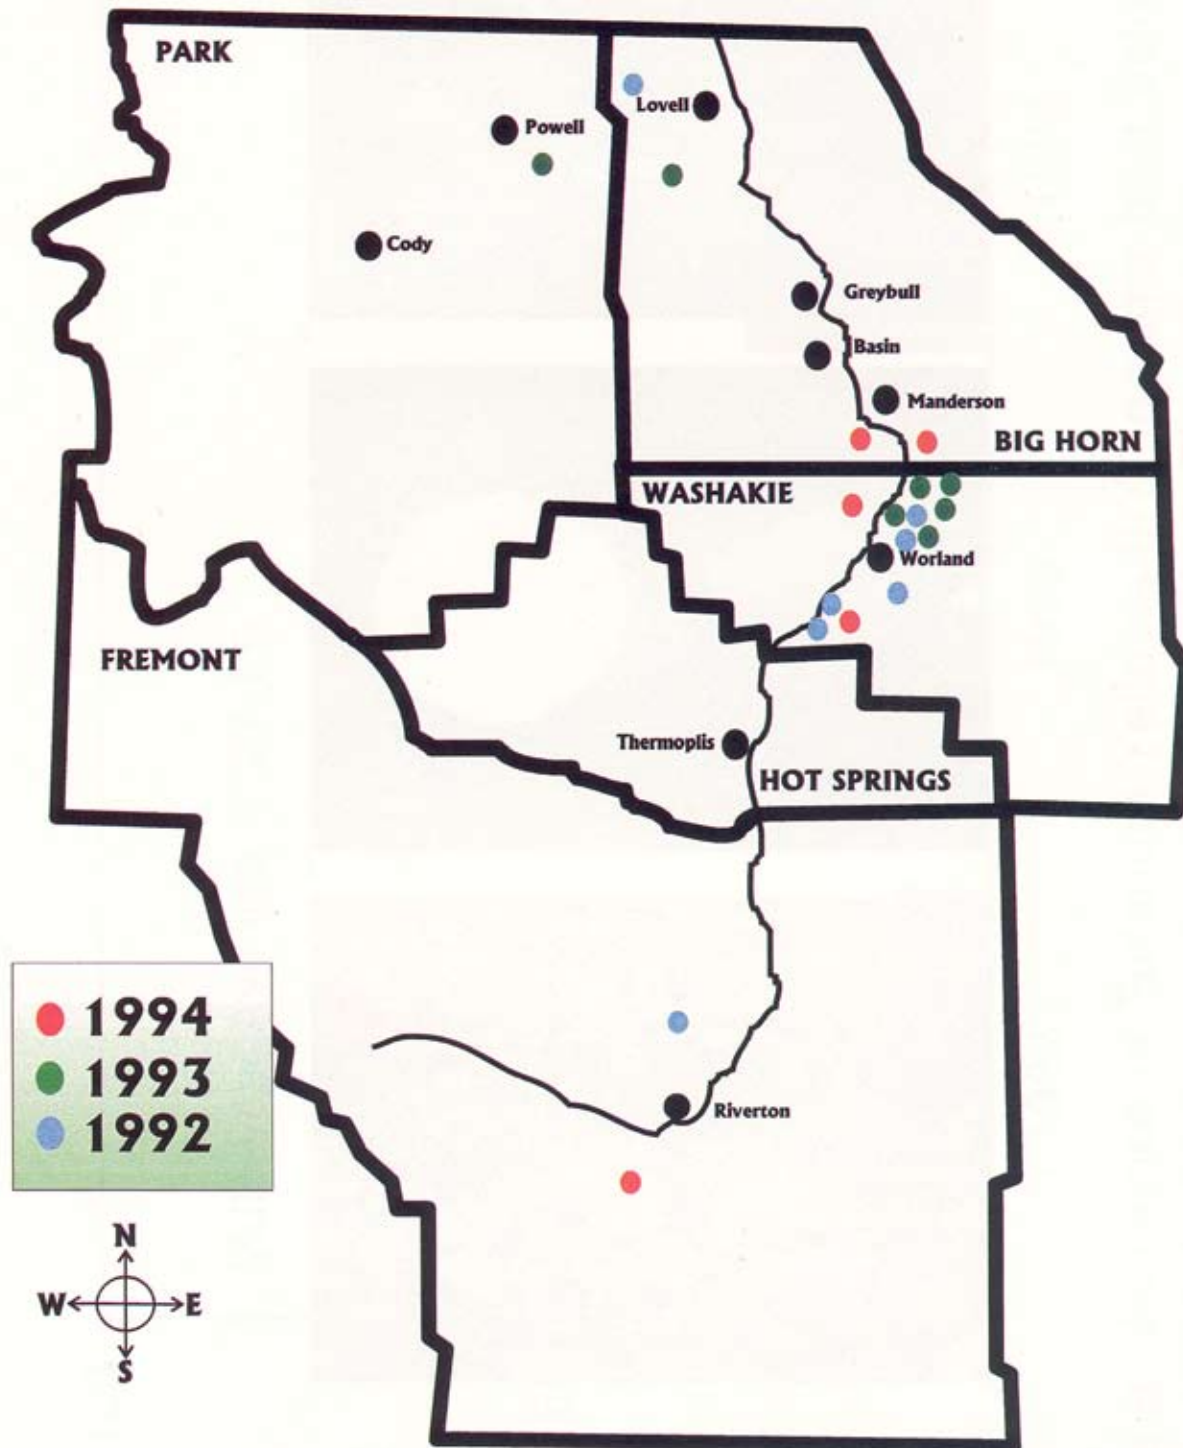 PARK
Lovell
Powell
Cody
Greybull
Basin
Manderson
BIG HORN
WASHAKIE
Worland
FREMONT
Thermoplis
HOT SPRINGS
1994
1993
1992
Riverton
N
W E
S